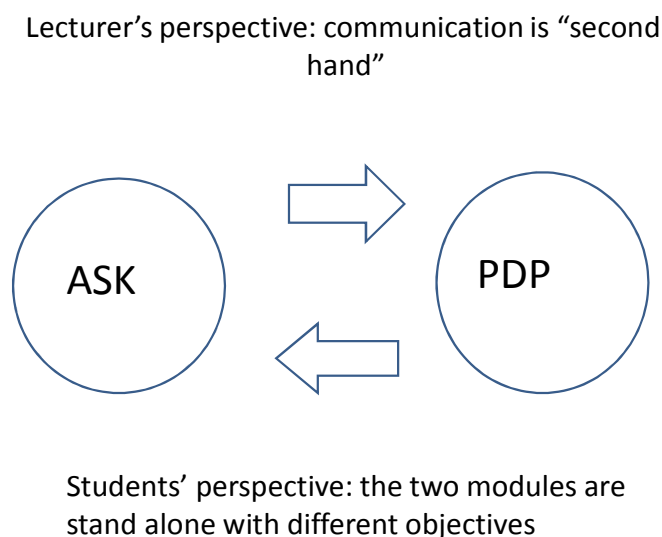 Lecturer’s perspective: communication is “second
hand”
ASK
PDP
Students’ perspective: the two modules are
stand alone with different objectives